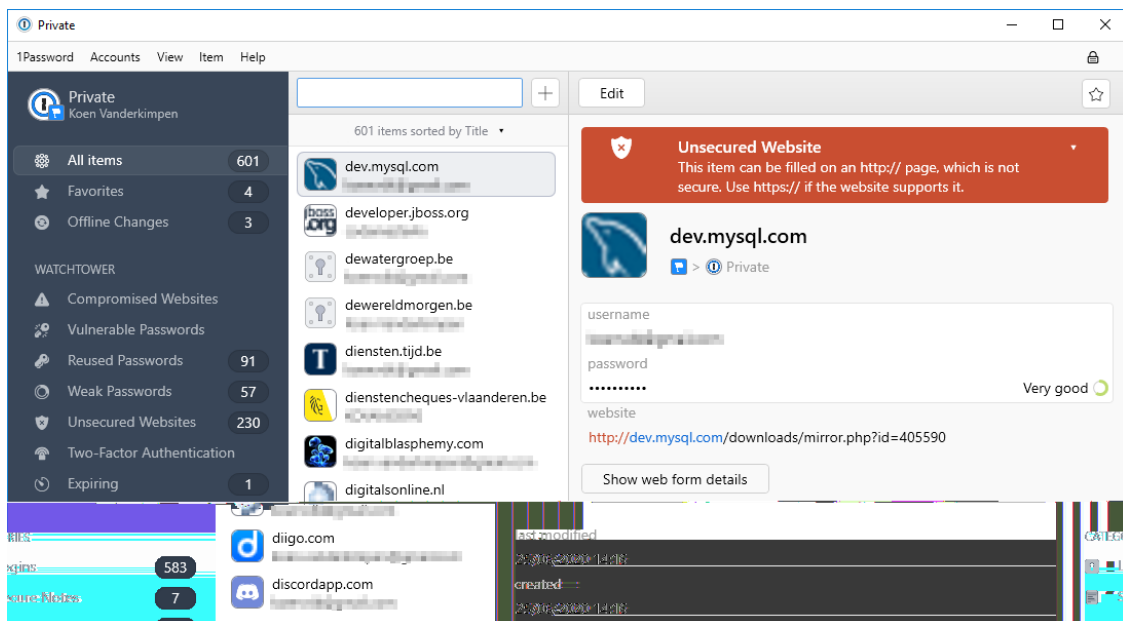 Private
1Password Accounts View Item Help
Private
Koen Vanderkimpen
All items 601
Favorites 4
Offline Changes 3
WATCHTOWER
Compromised Websites
Vulnerable Passwords
Reused Passwords 91
Weak Passwords 57
Unsecured Websites 230
Two-Factor Authentication
Expiring 1
583
7
601 items sorted by Title
dev.mysql.com
developer.jboss.org
dewatergroep.be
dewereldmorgen.be
diensten.tijd.be
dienstencheques-vlaanderen.be
digitalblasphemy.com
digitalsonline.nl
diigo.com
discordapp.com
Edit
Unsecured Website
This item can be filled on an http:// page, which is not
secure. Use https:// if the website supports it.
dev.mysql.com
> Private
username
password
•••••••••• Very good
website
http://dev.mysql.com/downloads/mirror.php?id=405590
Show web form details
last modified
created